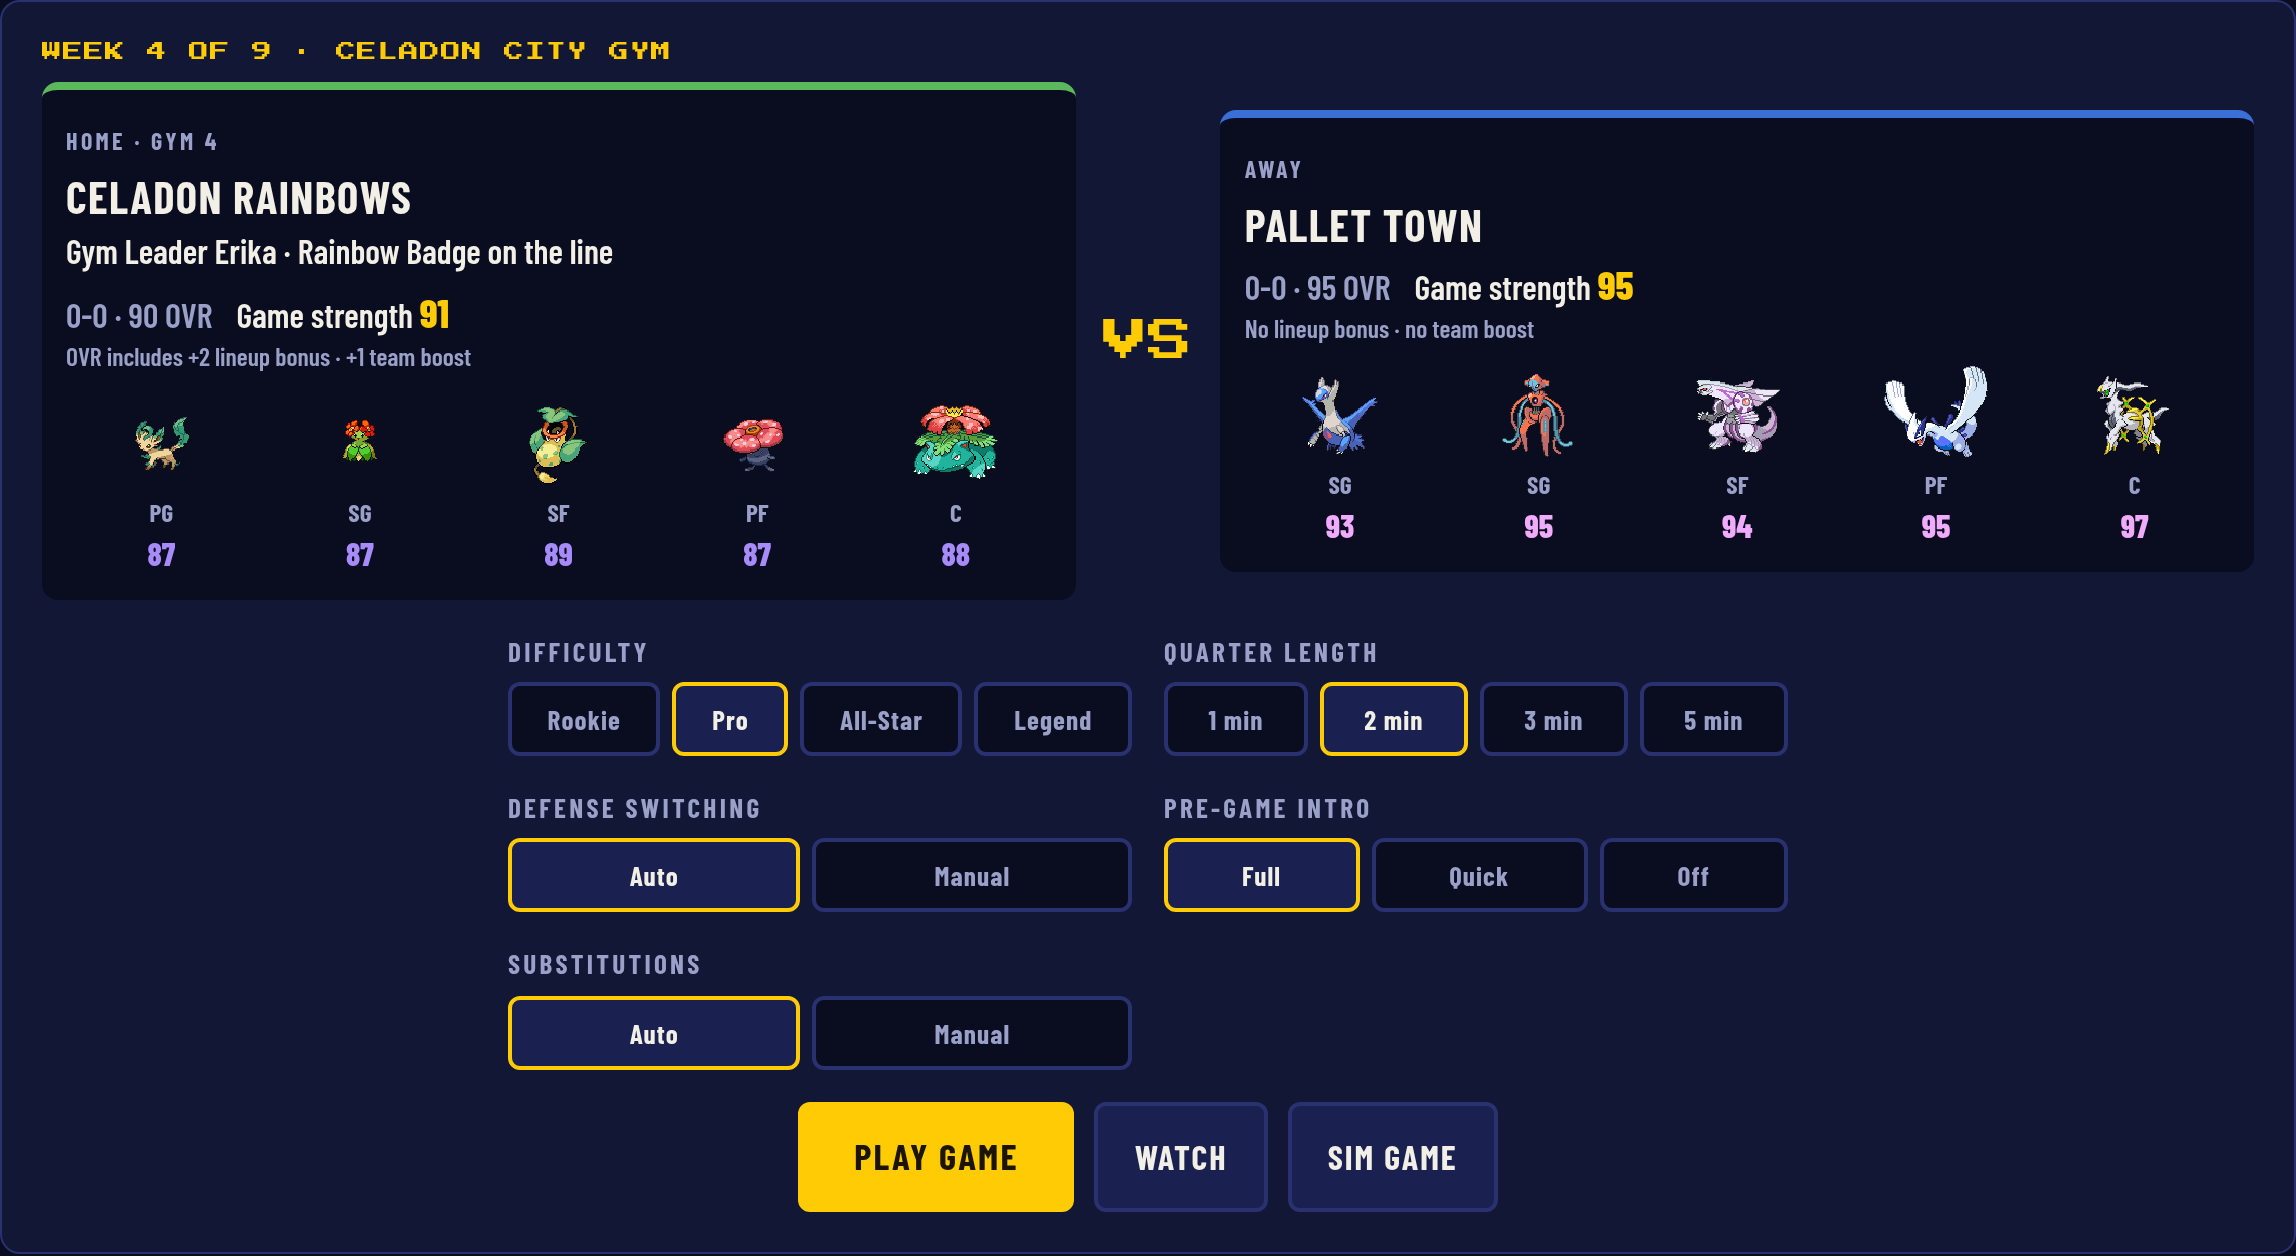 WEEK 4 OF 9 · CELADON CITY GYM
HOME · GYM 4
CELADON RAINBOWS
Gym Leader Erika · Rainbow Badge on the line
0-0 · 90 OVR Game strength 91
OVR includes +2 lineup bonus · +1 team boost
PG SG SF PF C
87 87 89 87 88
VS
AWAY
PALLET TOWN
0-0 · 95 OVR Game strength 95
No lineup bonus · no team boost
SG SG SF PF C
93 95 94 95 97
DIFFICULTY
Rookie Pro All-Star Legend
QUARTER LENGTH
1 min 2 min 3 min 5 min
DEFENSE SWITCHING
Auto Manual
PRE-GAME INTRO
Full Quick Off
SUBSTITUTIONS
Auto Manual
PLAY GAME WATCH SIM GAME